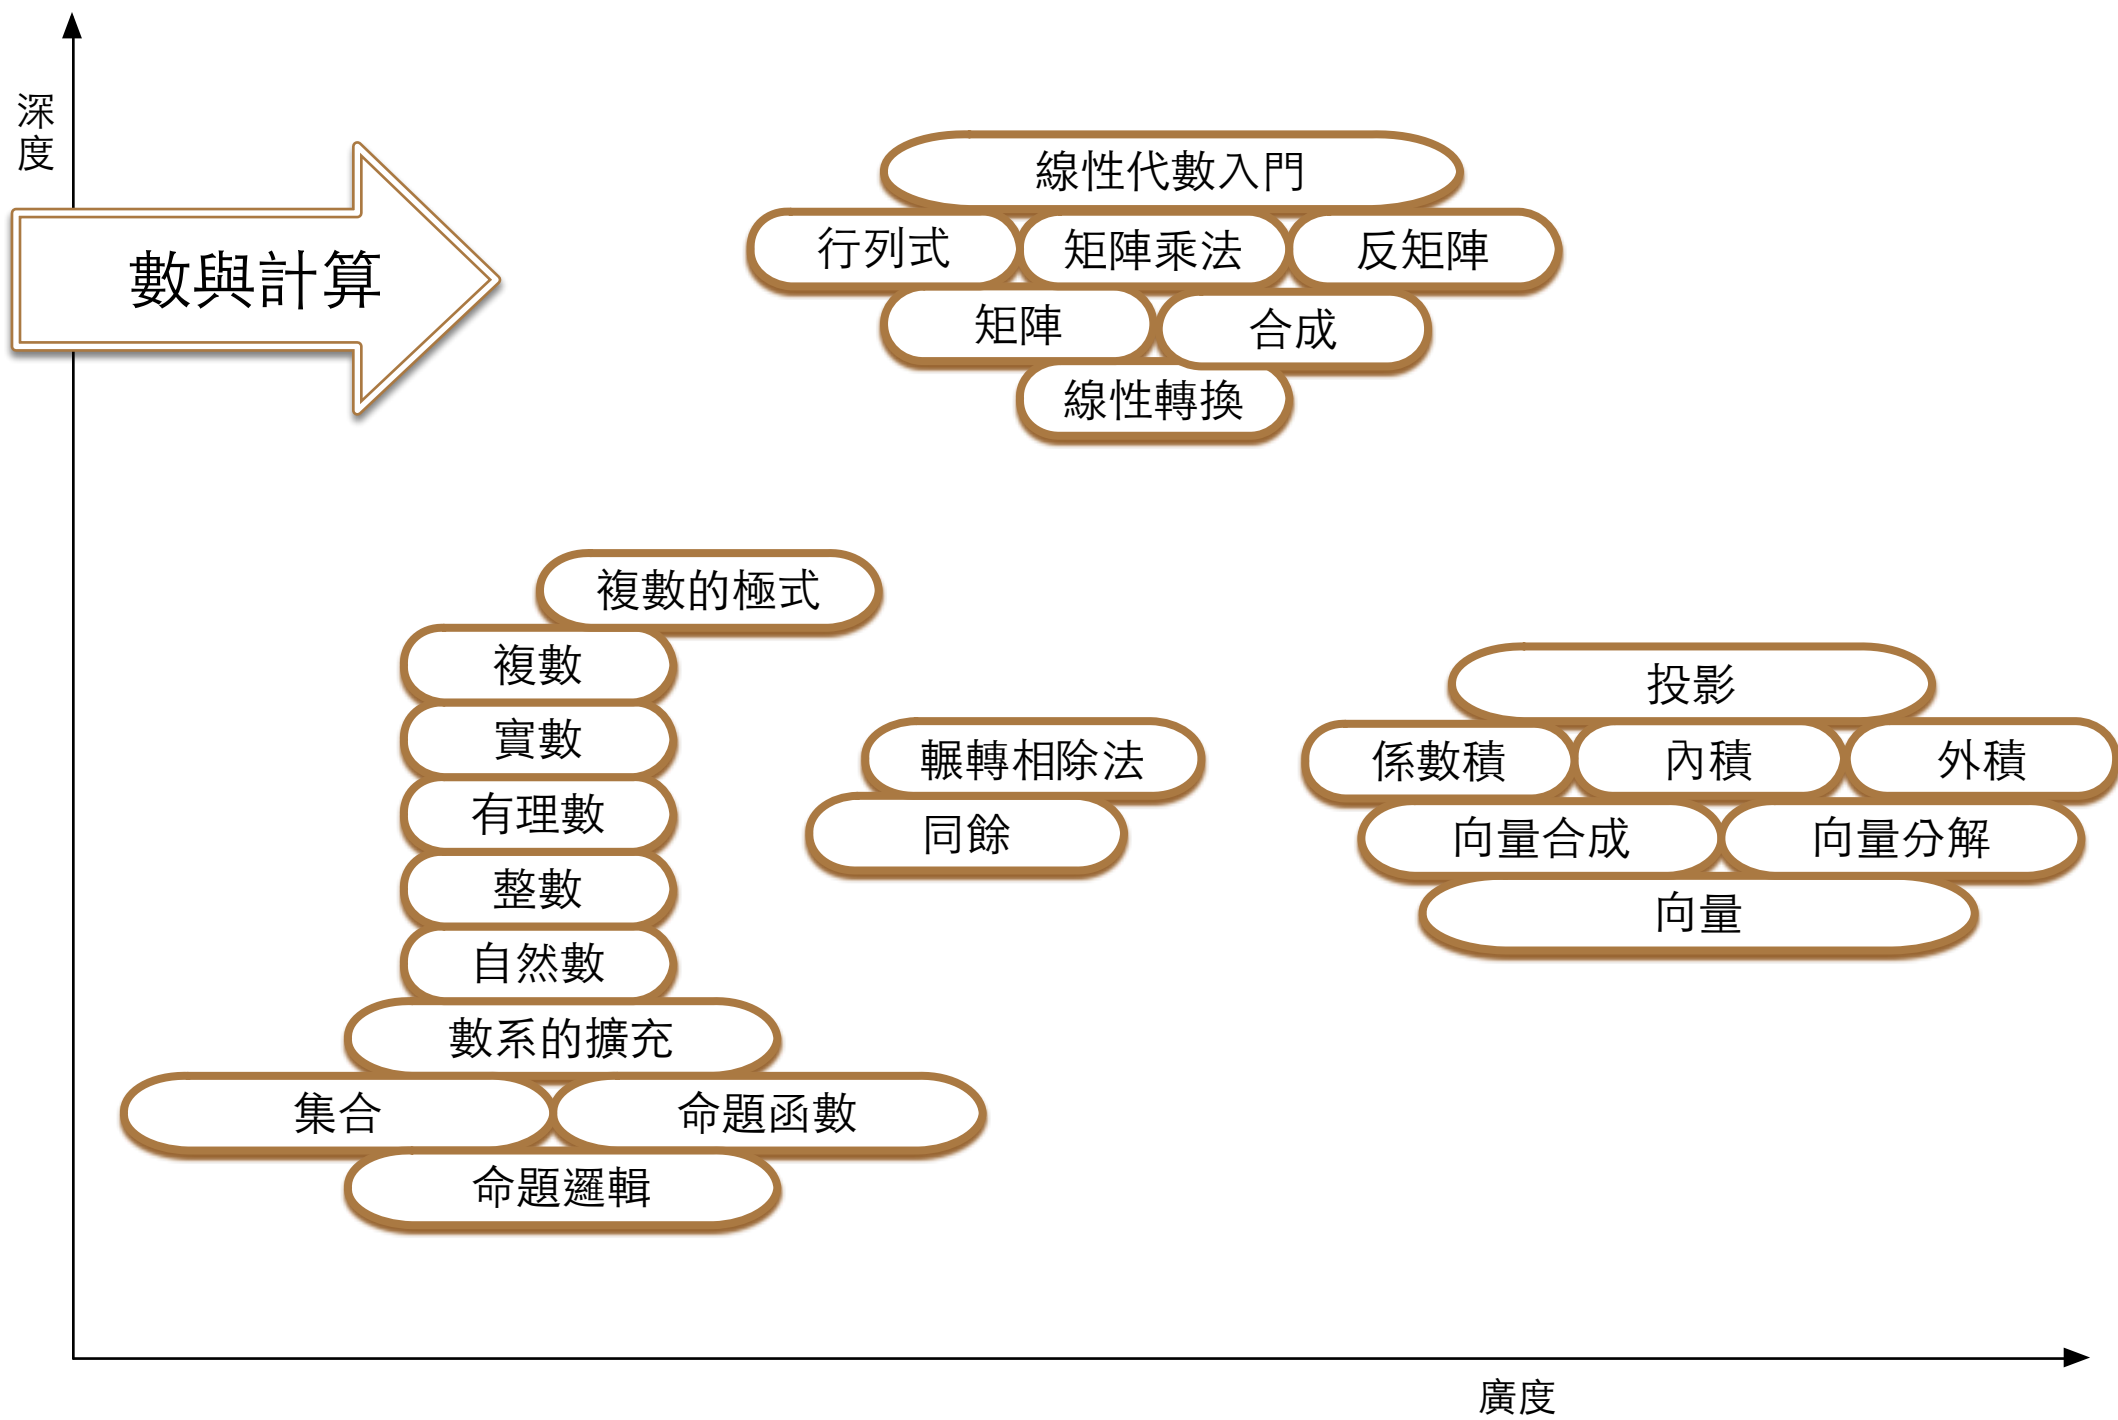 深度
數與計算
線性代數入門
行列式
矩陣乘法
反矩陣
矩陣
合成
線性轉換
複數的極式
複數
實數
有理數
整數
自然數
數系的擴充
集合
命題函數
命題邏輯
輾轉相除法
同餘
投影
係數積
內積
外積
向量合成
向量分解
向量
廣度